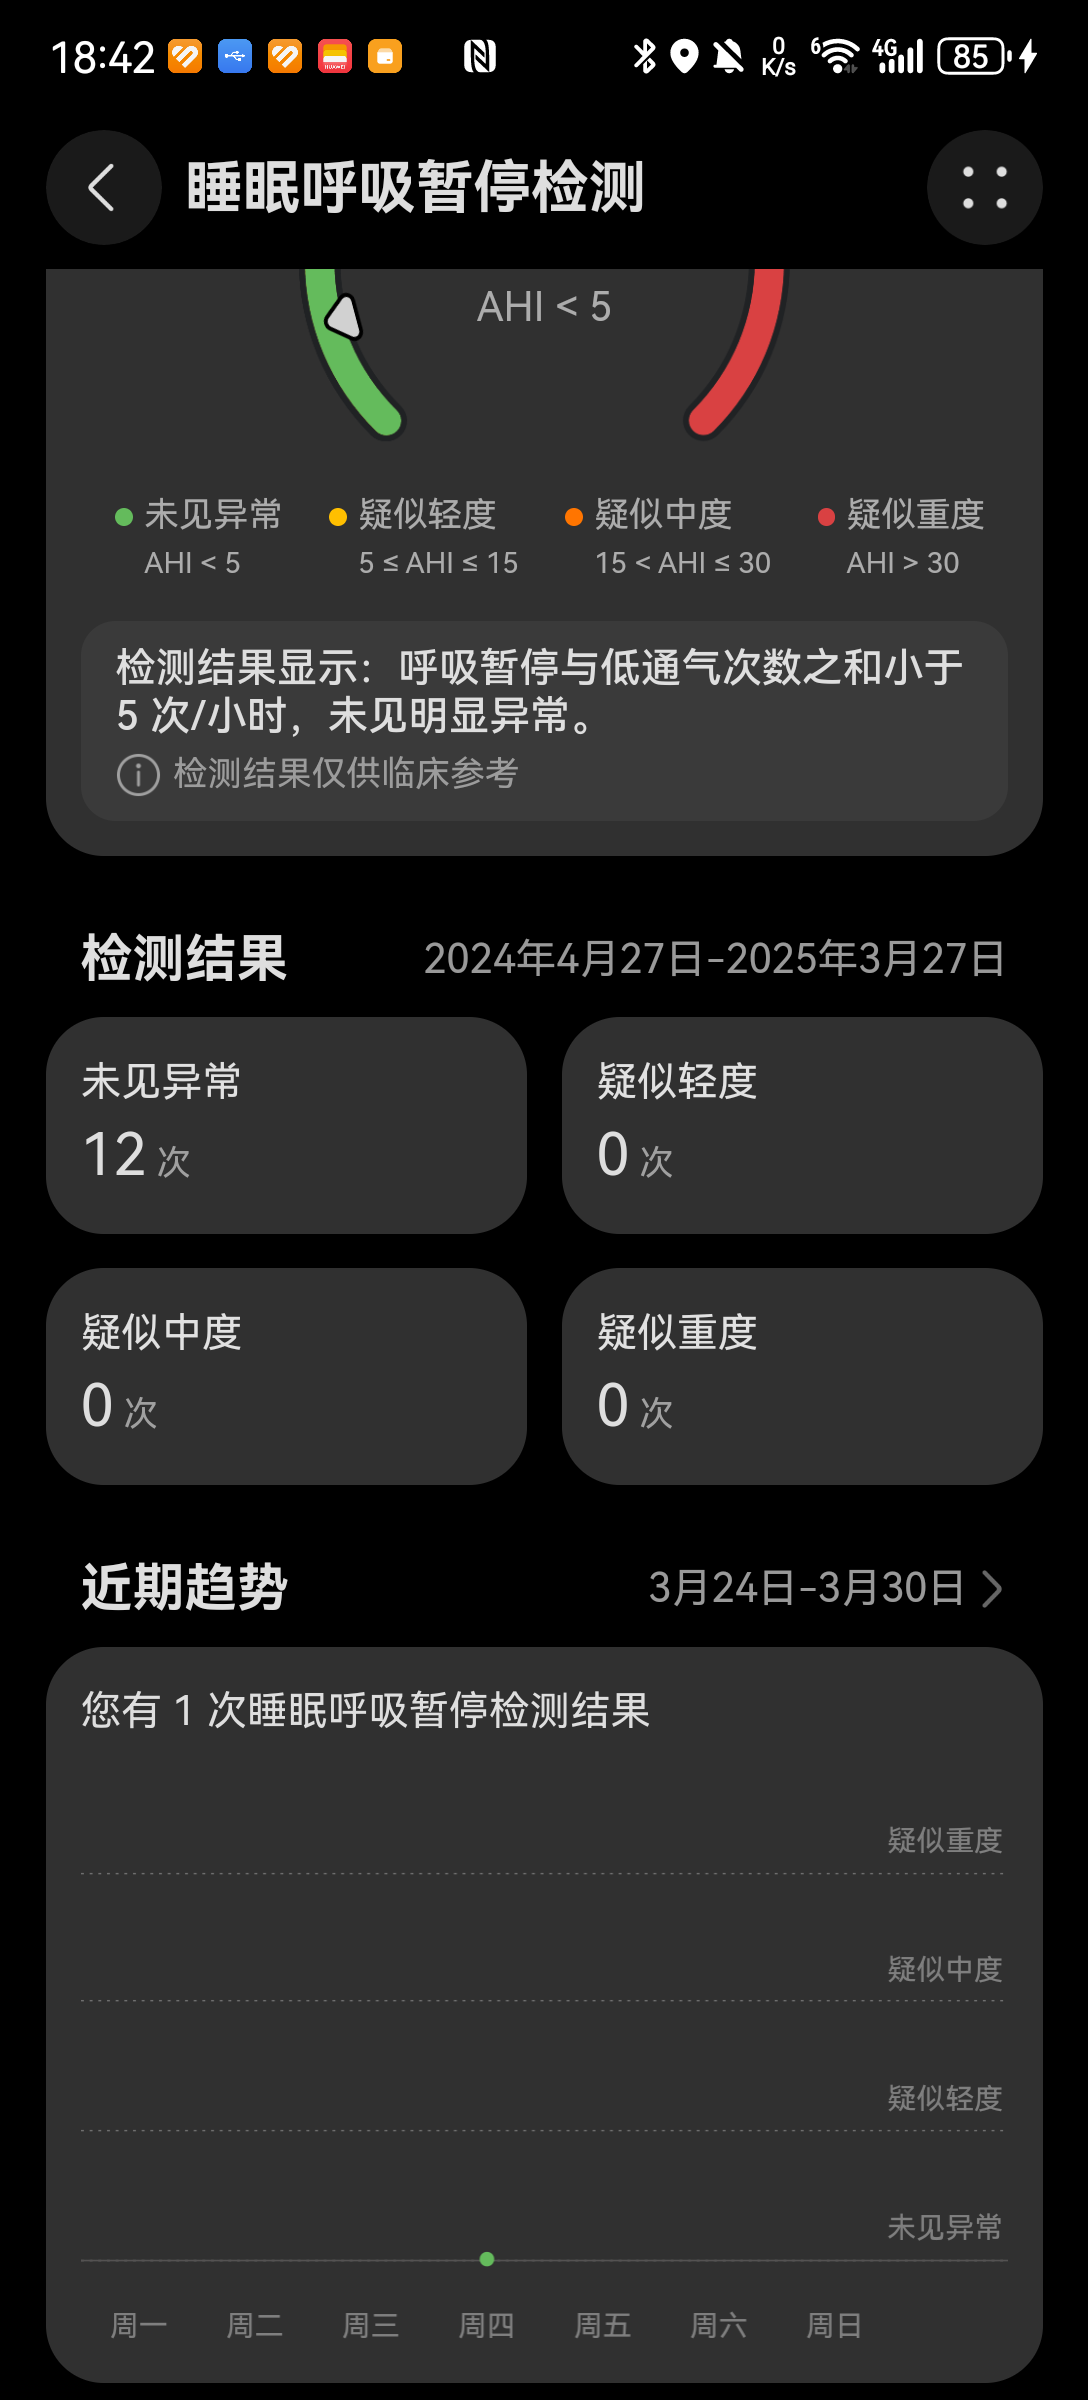 18:42
0 K/s
6
4G
85
睡眠呼吸暂停检测
AHI < 5
未见异常
AHI < 5
疑似轻度
5 ≤ AHI ≤ 15
疑似中度
15 < AHI ≤ 30
疑似重度
AHI > 30
检测结果显示：呼吸暂停与低通气次数之和小于
5 次/小时，未见明显异常。
检测结果仅供临床参考
检测结果
2024年4月27日-2025年3月27日
未见异常
12 次
疑似轻度
0 次
疑似中度
0 次
疑似重度
0 次
近期趋势
3月24日-3月30日
您有 1 次睡眠呼吸暂停检测结果
疑似重度
疑似中度
疑似轻度
未见异常
周一 周二 周三 周四 周五 周六 周日